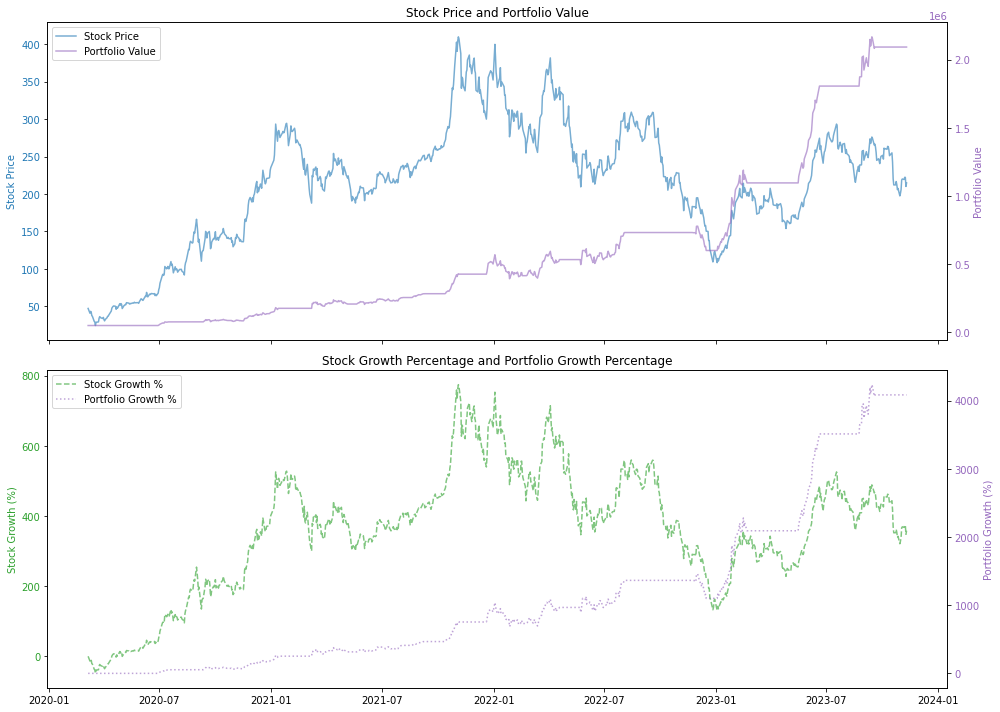 Stock Price and Portfolio Value
1e6
Stock Price
Portfolio Value
400
350
300
250
200
150
100
50
Stock Price
2.0
1.5
1.0
0.5
0.0
Portfolio Value
Stock Growth Percentage and Portfolio Growth Percentage
Stock Growth %
Portfolio Growth %
800
600
400
200
0
Stock Growth (%)
4000
3000
2000
1000
0
Portfolio Growth (%)
2020-01 2020-07 2021-01 2021-07 2022-01 2022-07 2023-01 2023-07 2024-01